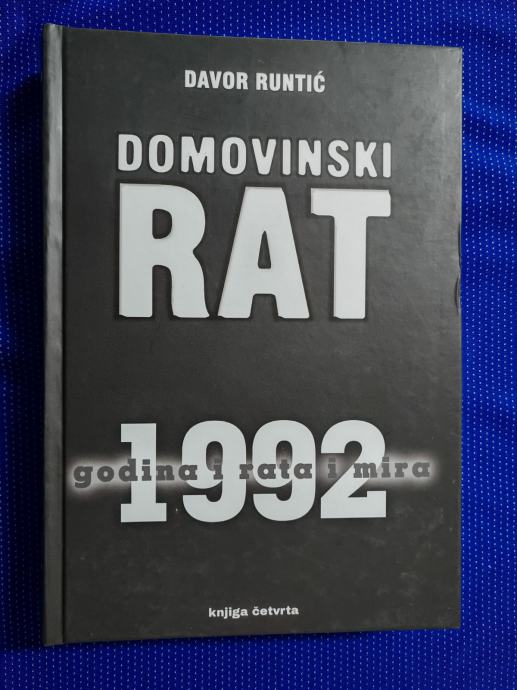 DAVOR RUNTIĆ
DOMOVINSKI
RAT
1992
godina i rata i mira
knjiga četvrta